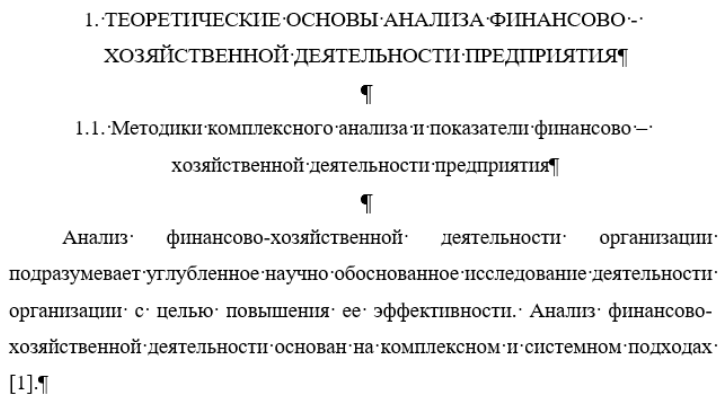 1. ТЕОРЕТИЧЕСКИЕ ОСНОВЫ АНАЛИЗА ФИНАНСОВО -
ХОЗЯЙСТВЕННОЙ ДЕЯТЕЛЬНОСТИ ПРЕДПРИЯТИЯ¶
¶
1.1. Методики комплексного анализа и показатели финансово –
хозяйственной деятельности предприятия¶
¶
Анализ финансово-хозяйственной деятельности организации
подразумевает углубленное научно обоснованное исследование деятельности
организации с целью повышения ее эффективности. Анализ финансово-
хозяйственной деятельности основан на комплексном и системном подходах
[1].¶